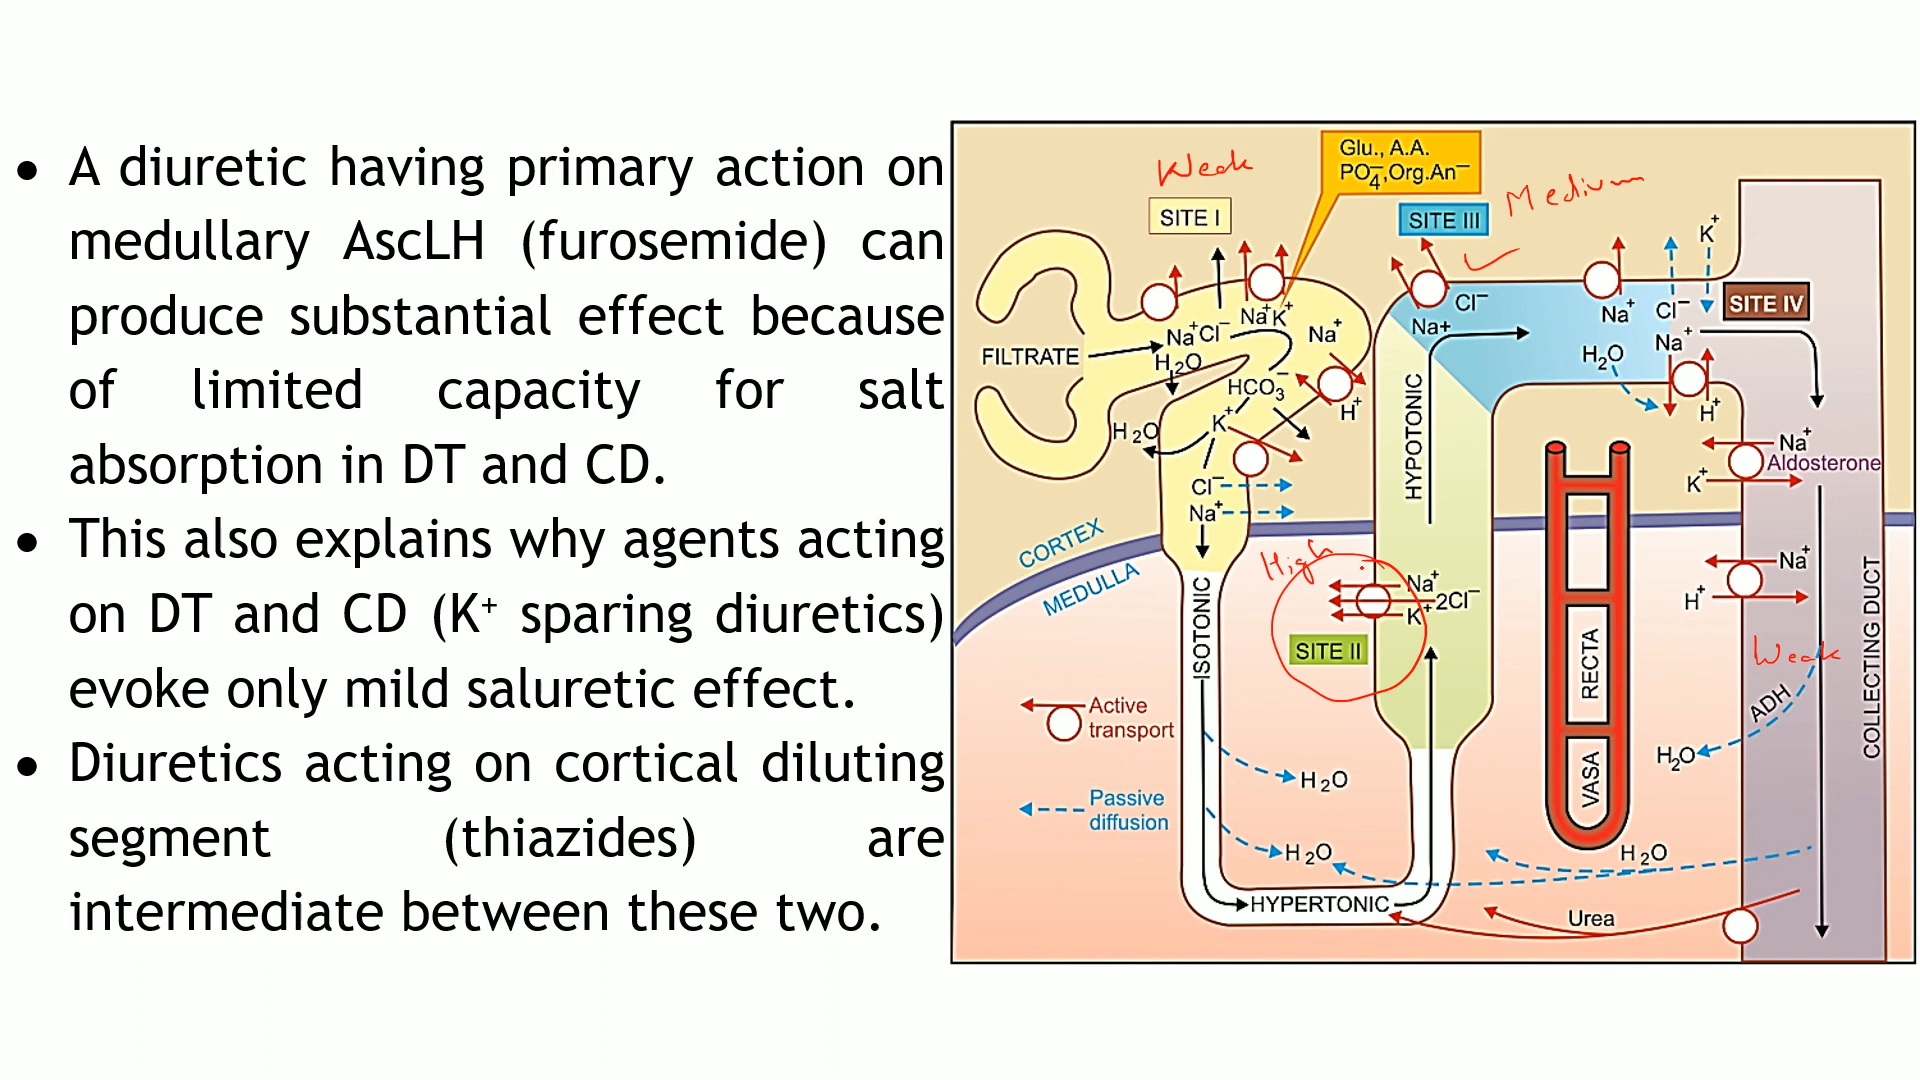 • A diuretic having primary action on
medullary AscLH (furosemide) can
produce substantial effect because
of limited capacity for salt
absorption in DT and CD.
• This also explains why agents acting
on DT and CD (K⁺ sparing diuretics)
evoke only mild saluretic effect.
• Diuretics acting on cortical diluting
segment (thiazides) are
intermediate between these two.
Glu., A.A.
PO₄⁻,Org.An⁻
Weak
SITE I
SITE III
Medium
K⁺
SITE IV
Cl⁻
Na+
Na⁺
Cl⁻
Na⁺
H₂O
H⁺
FILTRATE
Na⁺Cl⁻
Na⁺K⁺
Na⁺
H₂O
HCO₃⁻
H⁺
K⁺
H₂O
Cl⁻
Na⁺
HYPOTONIC
Na⁺
Aldosterone
K⁺
CORTEX
MEDULLA
High
Na⁺
2Cl⁻
K⁺
SITE II
Na⁺
H⁺
ISOTONIC
Active
transport
Passive
diffusion
H₂O
H₂O
HYPERTONIC
VASA RECTA
Weak
ADH
H₂O
H₂O
Urea
COLLECTING DUCT